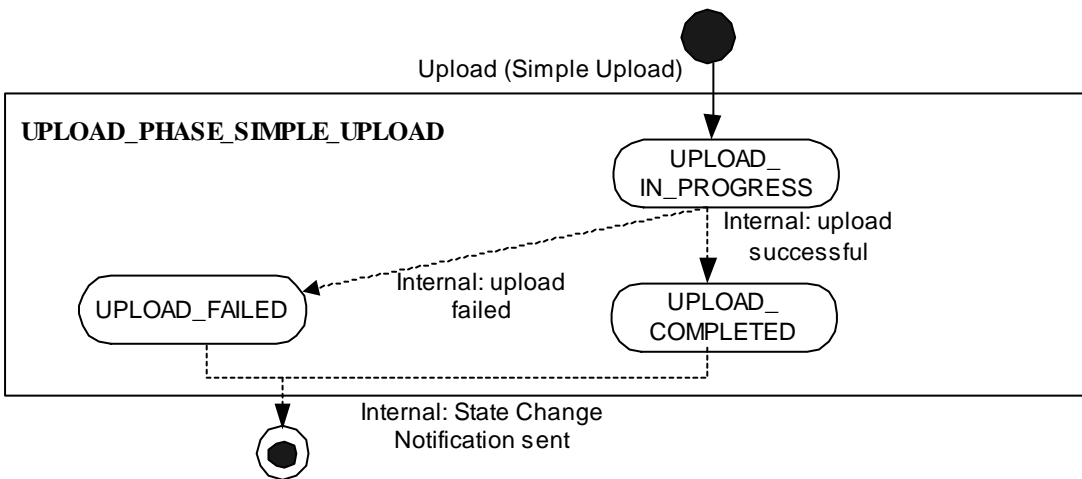 Upload (Simple Upload)
UPLOAD_PHASE_SIMPLE_UPLOAD
UPLOAD_
IN_PROGRESS
Internal: upload
successful
Internal: upload
failed
UPLOAD_FAILED
UPLOAD_
COMPLETED
Internal: State Change
Notification sent